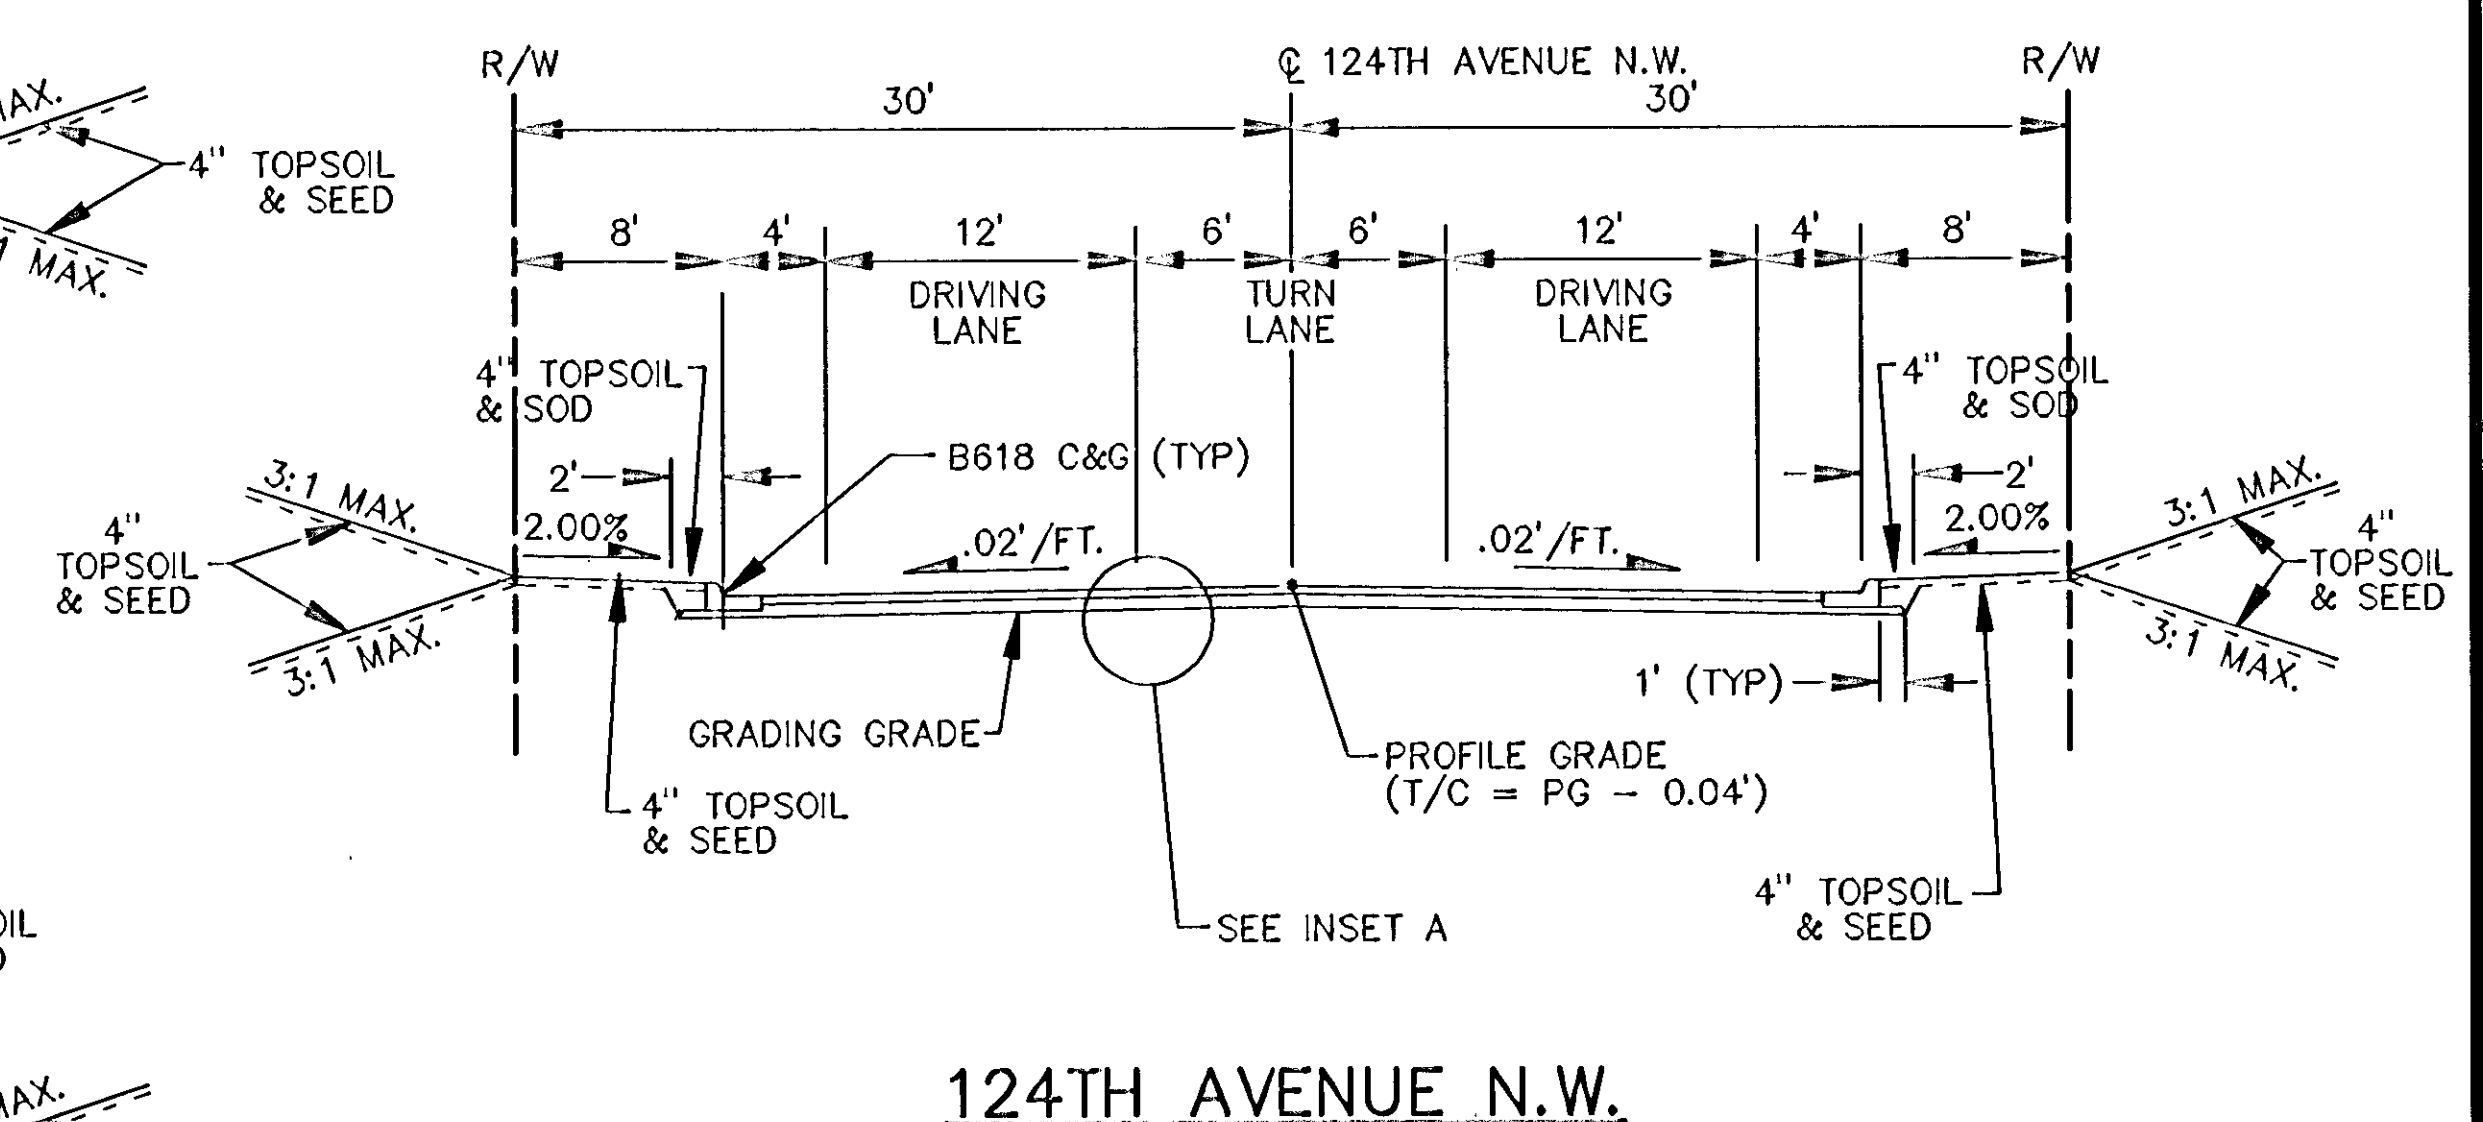 R/W
℄ 124TH AVENUE N.W.
R/W
30'
30'
MAX.
4" TOPSOIL
& SEED
1 MAX.
8'
4'
12'
6'
6'
12'
4'
8'
DRIVING
LANE
TURN
LANE
DRIVING
LANE
4" TOPSOIL
& SOD
4" TOPSOIL
& SOD
B618 C&G (TYP)
2'
2'
3:1 MAX.
3:1 MAX.
2.00%
.02'/FT.
.02'/FT.
2.00%
4"
TOPSOIL
& SEED
4"
TOPSOIL
& SEED
3:1 MAX.
3:1 MAX.
1' (TYP)
GRADING GRADE
PROFILE GRADE
(T/C = PG - 0.04')
4" TOPSOIL
& SEED
4" TOPSOIL
& SEED
SEE INSET A
OIL
MAX.
124TH AVENUE N.W.